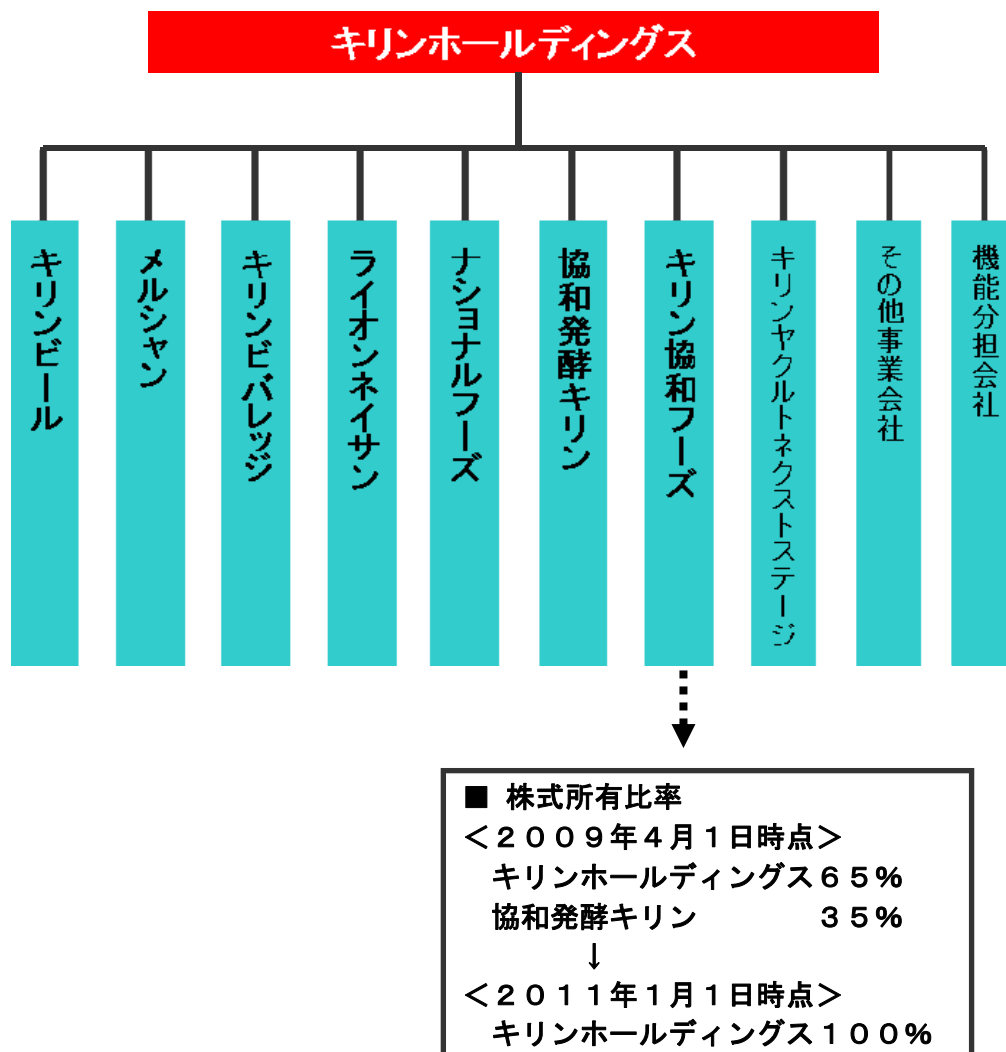 キリンホールディングス
キリンビール
メルシャン
キリンビバレッジ
ライオンネイサン
ナショナルフーズ
協和発酵キリン
キリン協和フーズ
キリンヤクルトネクストステージ
その他事業会社
機能分担会社
■ 株式所有比率
＜２００９年４月１日時点＞
キリンホールディングス６５％
協和発酵キリン　　　　３５％
↓
＜２０１１年１月１日時点＞
キリンホールディングス１００％